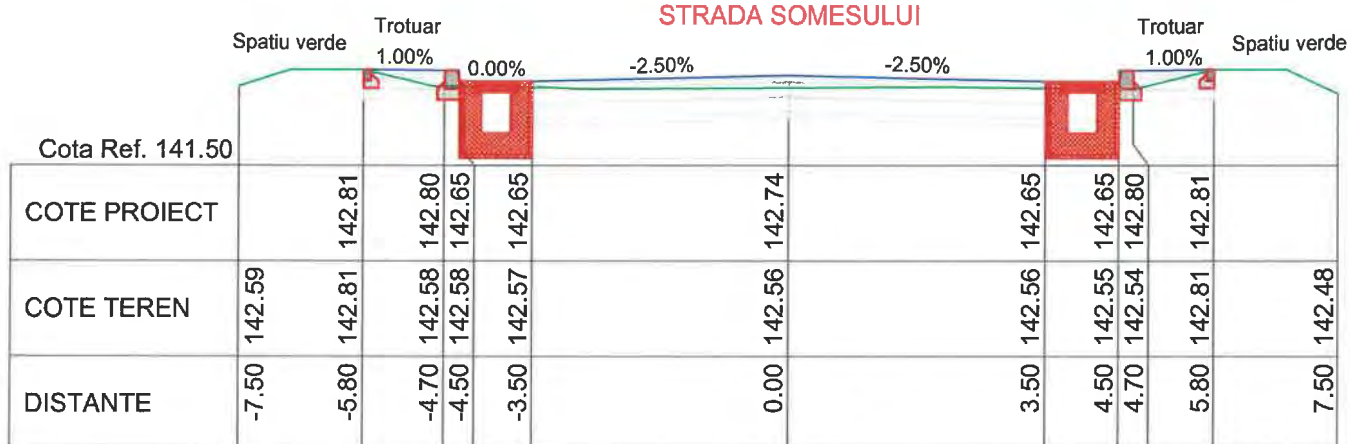 STRADA SOMESULUI
Spatiu verde Trotuar Trotuar Spatiu verde
1.00% 0.00% -2.50% -2.50% 1.00%
Cota Ref. 141.50
COTE PROIECT 142.81 142.80 142.65 142.65 142.74 142.65 142.65 142.80 142.81
COTE TEREN 142.59 142.81 142.58 142.58 142.57 142.56 142.56 142.55 142.54 142.81 142.48
DISTANTE -7.50 -5.80 -4.70 -4.50 -3.50 0.00 3.50 4.50 4.70 5.80 7.50